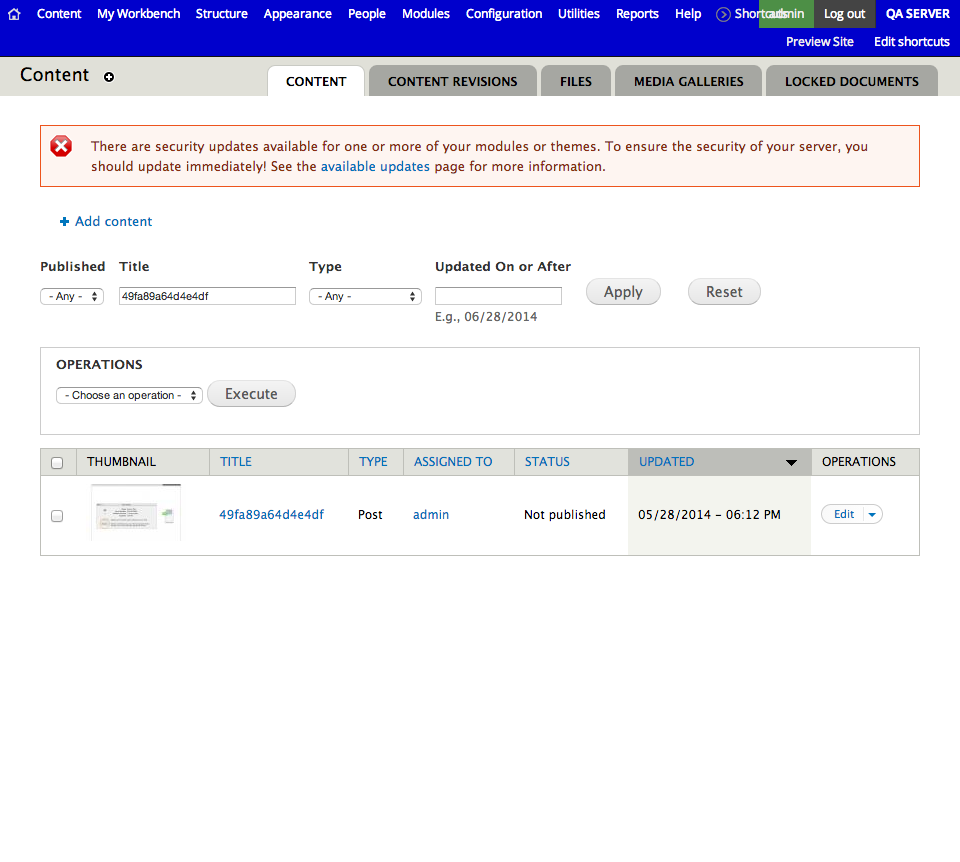 Content My Workbench Structure Appearance People Modules Configuration Utilities Reports Help Shortcuts admin Log out QA SERVER
Preview Site Edit shortcuts
Content
CONTENT CONTENT REVISIONS FILES MEDIA GALLERIES LOCKED DOCUMENTS
There are security updates available for one or more of your modules or themes. To ensure the security of your server, you
should update immediately! See the available updates page for more information.
Add content
Published Title Type Updated On or After
- Any - 49fa89a64d4e4df - Any - Apply Reset
E.g., 06/28/2014
OPERATIONS
- Choose an operation - Execute
THUMBNAIL TITLE TYPE ASSIGNED TO STATUS UPDATED OPERATIONS
49fa89a64d4e4df Post admin Not published 05/28/2014 – 06:12 PM Edit